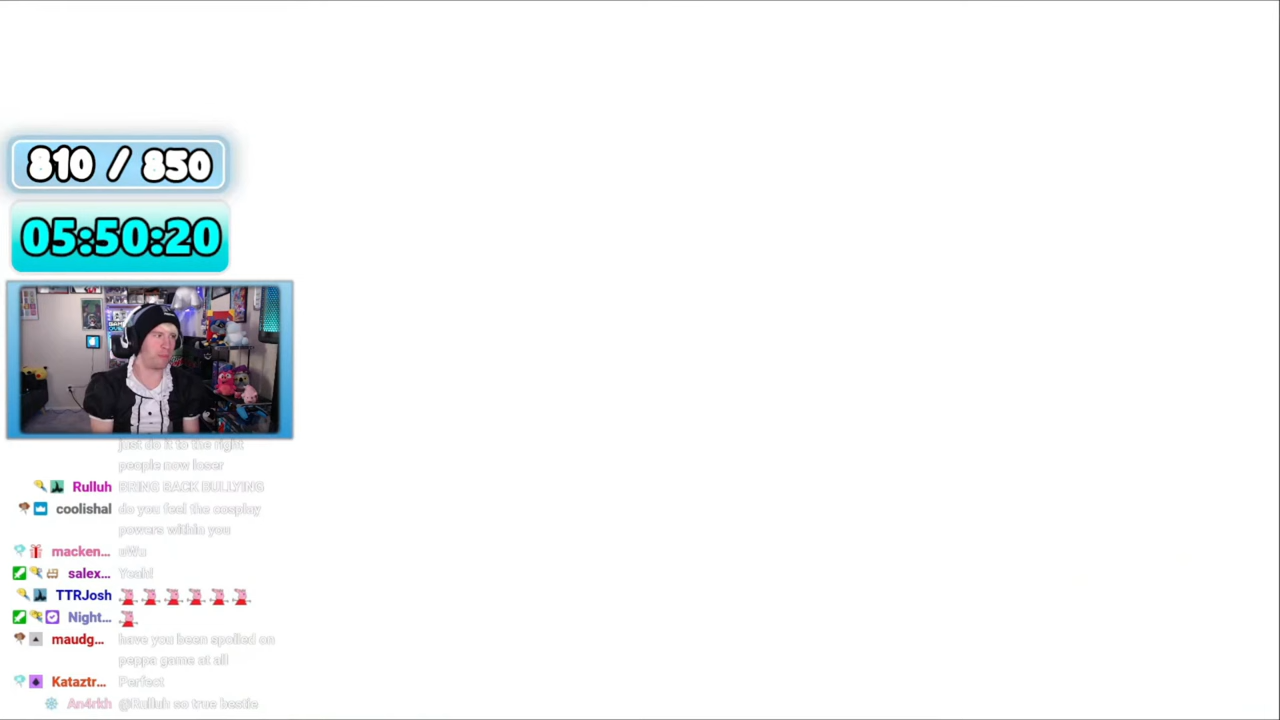 810 / 850
05:50:20
just do it to the right
people now loser
Rulluh BRING BACK BULLYING
coolishal do you feel the cosplay
powers within you
macken... uWu
salex... Yeah!
TTRJosh
Night...
maudg... have you been spoiled on
peppa game at all
Kataztr... Perfect
An4rkh @Rulluh so true bestie